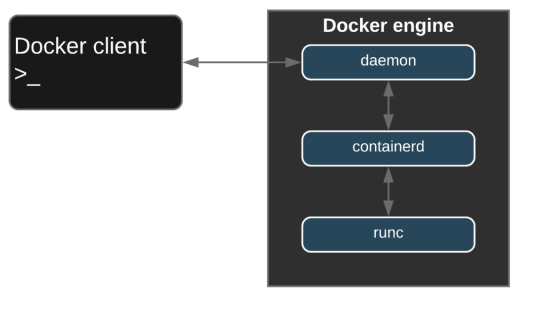 Docker client
>_
Docker engine
daemon
containerd
runc